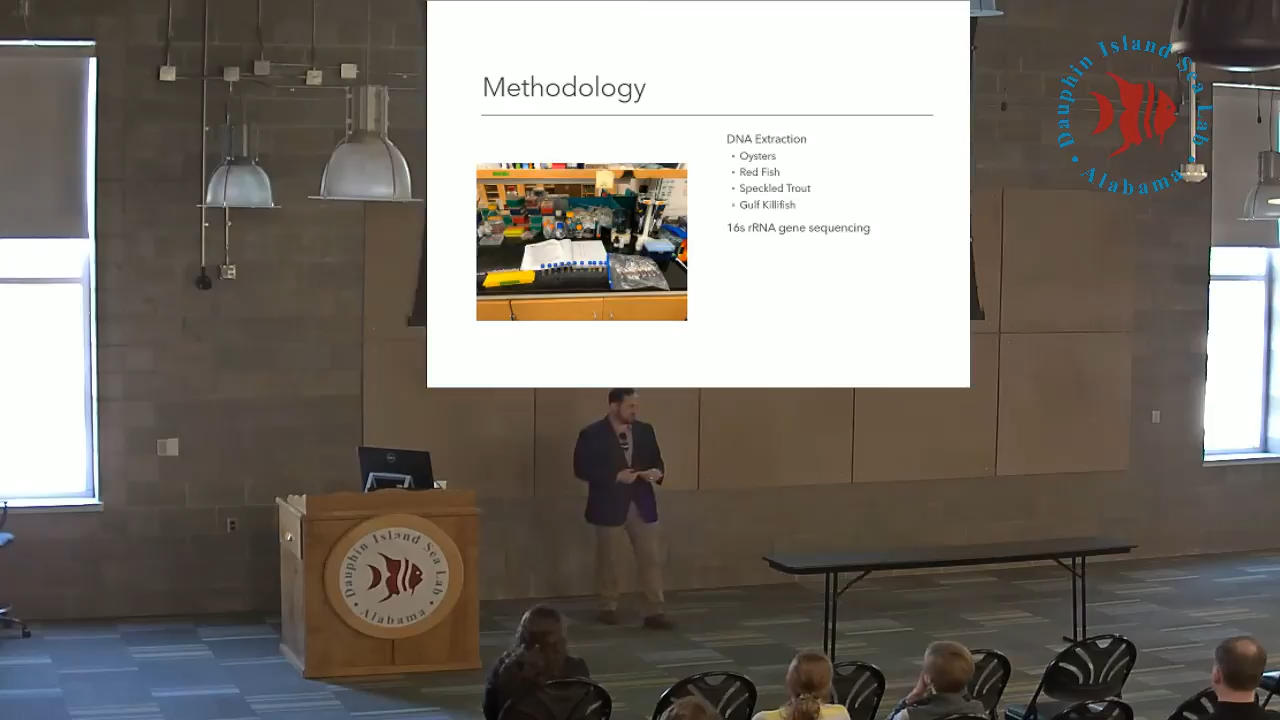 Methodology
DNA Extraction
• Oysters
• Red Fish
• Speckled Trout
• Gulf Killifish
16s rRNA gene sequencing
Dauphin Island Sea Lab
• Alabama •
DELL
Dauphin Island Sea Lab
• Alabama •